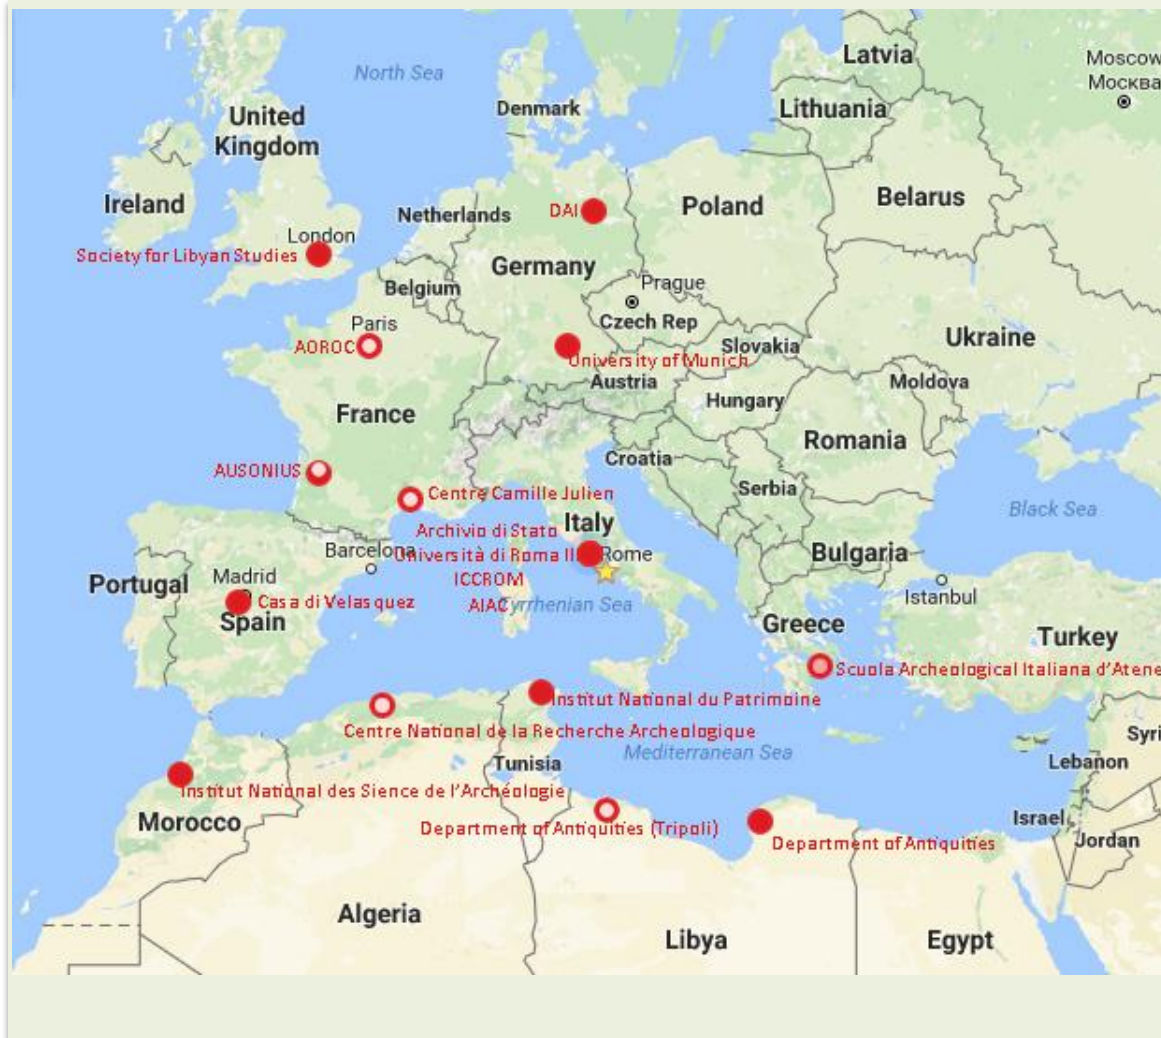 Latvia
Moscow
Москва
North Sea
Denmark
Lithuania
United
Kingdom
Belarus
Ireland
Netherlands
DAI
Poland
London
Society for Libyan Studies
Germany
Belgium
Prague
Czech Rep
Paris
AOROC
Slovakia
Ukraine
University of Munich
Austria
Moldova
Hungary
France
Romania
Croatia
AUSONIUS
Serbia
Centre Camille Julien
Black Sea
Archivio di Stato
Italy
Barcelona
Università di Roma III
Rome
Bulgaria
Portugal
Madrid
ICCROM
Istanbul
Casa di Velasquez
AIAC
Tyrrhenian Sea
Spain
Greece
Turkey
Scuola Archeological Italiana d'Atene
Institut National du Patrimoine
Centre National de la Recherche Archeologique
Mediterranean Sea
Syri
Tunisia
Lebanon
Institut National des Sience de l'Archéologie
Morocco
Department of Antiquities (Tripoli)
Israel
Department of Antiquities
Jordan
Algeria
Libya
Egypt